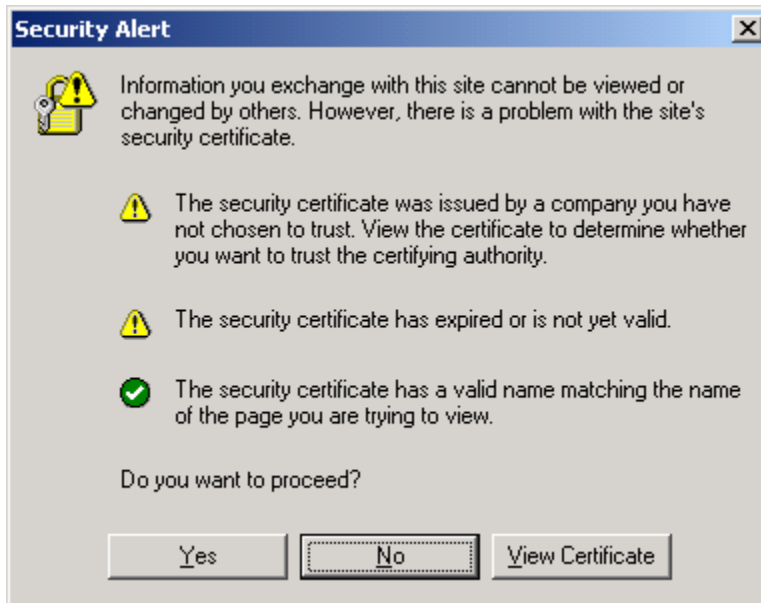 Security Alert
Information you exchange with this site cannot be viewed or
changed by others. However, there is a problem with the site's
security certificate.
The security certificate was issued by a company you have
not chosen to trust. View the certificate to determine whether
you want to trust the certifying authority.
The security certificate has expired or is not yet valid.
The security certificate has a valid name matching the name
of the page you are trying to view.
Do you want to proceed?
Yes
No
View Certificate